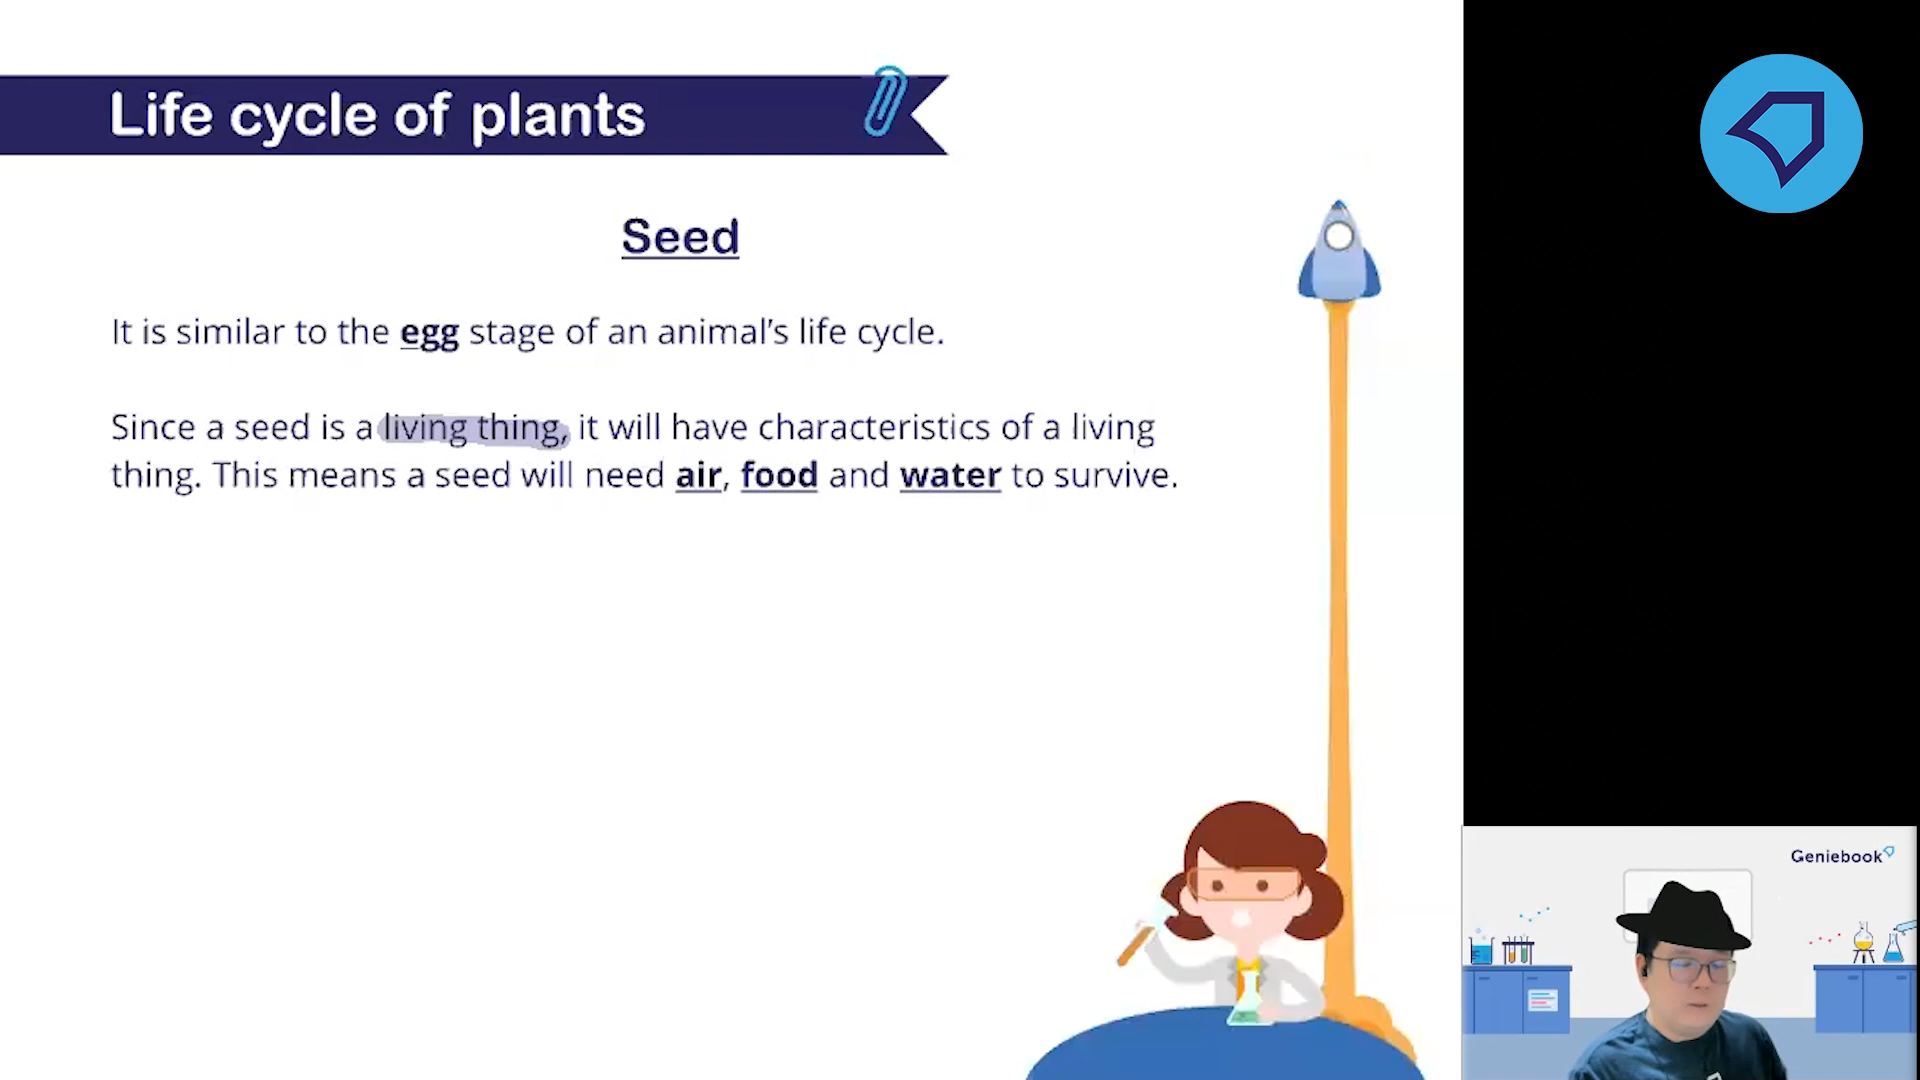 Life cycle of plants
Seed
It is similar to the egg stage of an animal's life cycle.
Since a seed is a living thing, it will have characteristics of a living
thing. This means a seed will need air, food and water to survive.
Geniebook